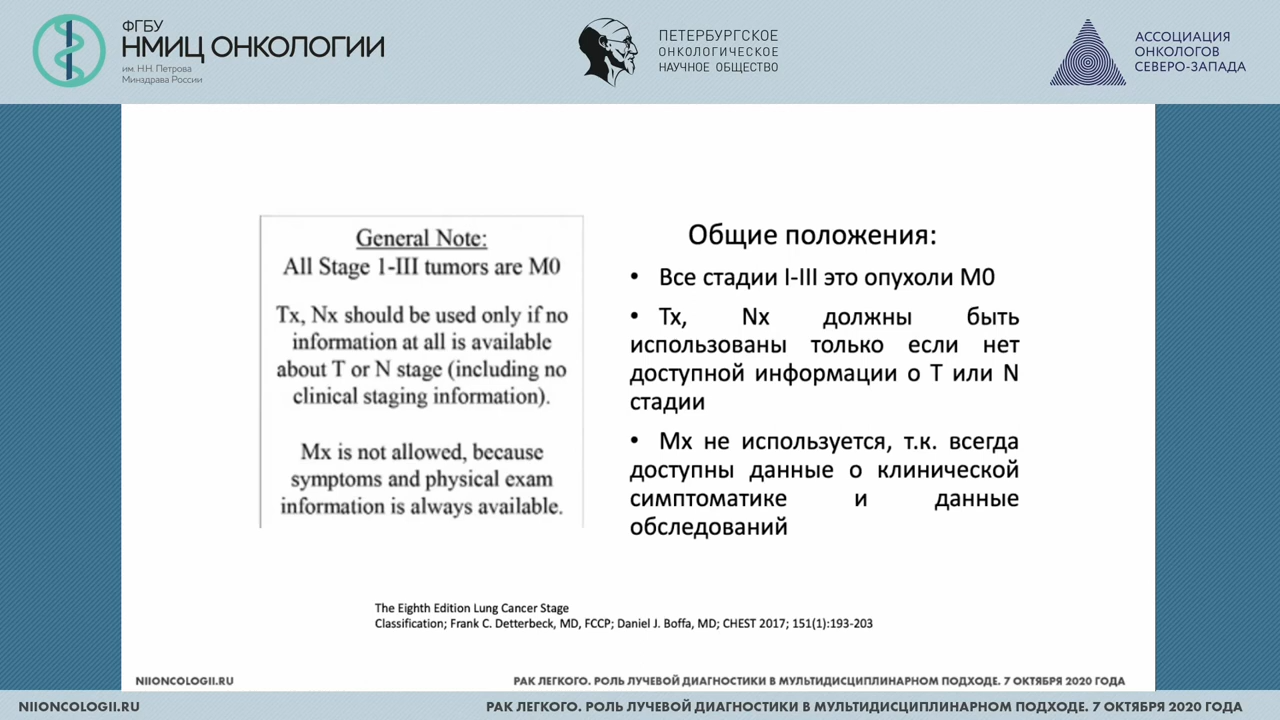 ФГБУ
НМИЦ ОНКОЛОГИИ
им. Н.Н. Петрова
Минздрава России
ПЕТЕРБУРГСКОЕ
ОНКОЛОГИЧЕСКОЕ
НАУЧНОЕ ОБЩЕСТВО
АССОЦИАЦИЯ
ОНКОЛОГОВ
СЕВЕРО-ЗАПАДА
General Note:
All Stage 1-III tumors are M0
Tx, Nx should be used only if no
information at all is available
about T or N stage (including no
clinical staging information).
Mx is not allowed, because
symptoms and physical exam
information is always available.
Общие положения:
• Все стадии I-III это опухоли М0
• Tx, Nx должны быть
использованы только если нет
доступной информации о T или N
стадии
• Mx не используется, т.к. всегда
доступны данные о клинической
симптоматике и данные
обследований
The Eighth Edition Lung Cancer Stage
Classification; Frank C. Detterbeck, MD, FCCP; Daniel J. Boffa, MD; CHEST 2017; 151(1):193-203
NIIONCOLOGII.RU
РАК ЛЕГКОГО. РОЛЬ ЛУЧЕВОЙ ДИАГНОСТИКИ В МУЛЬТИДИСЦИПЛИНАРНОМ ПОДХОДЕ. 7 ОКТЯБРЯ 2020 ГОДА
NIIONCOLOGII.RU
РАК ЛЕГКОГО. РОЛЬ ЛУЧЕВОЙ ДИАГНОСТИКИ В МУЛЬТИДИСЦИПЛИНАРНОМ ПОДХОДЕ. 7 ОКТЯБРЯ 2020 ГОДА